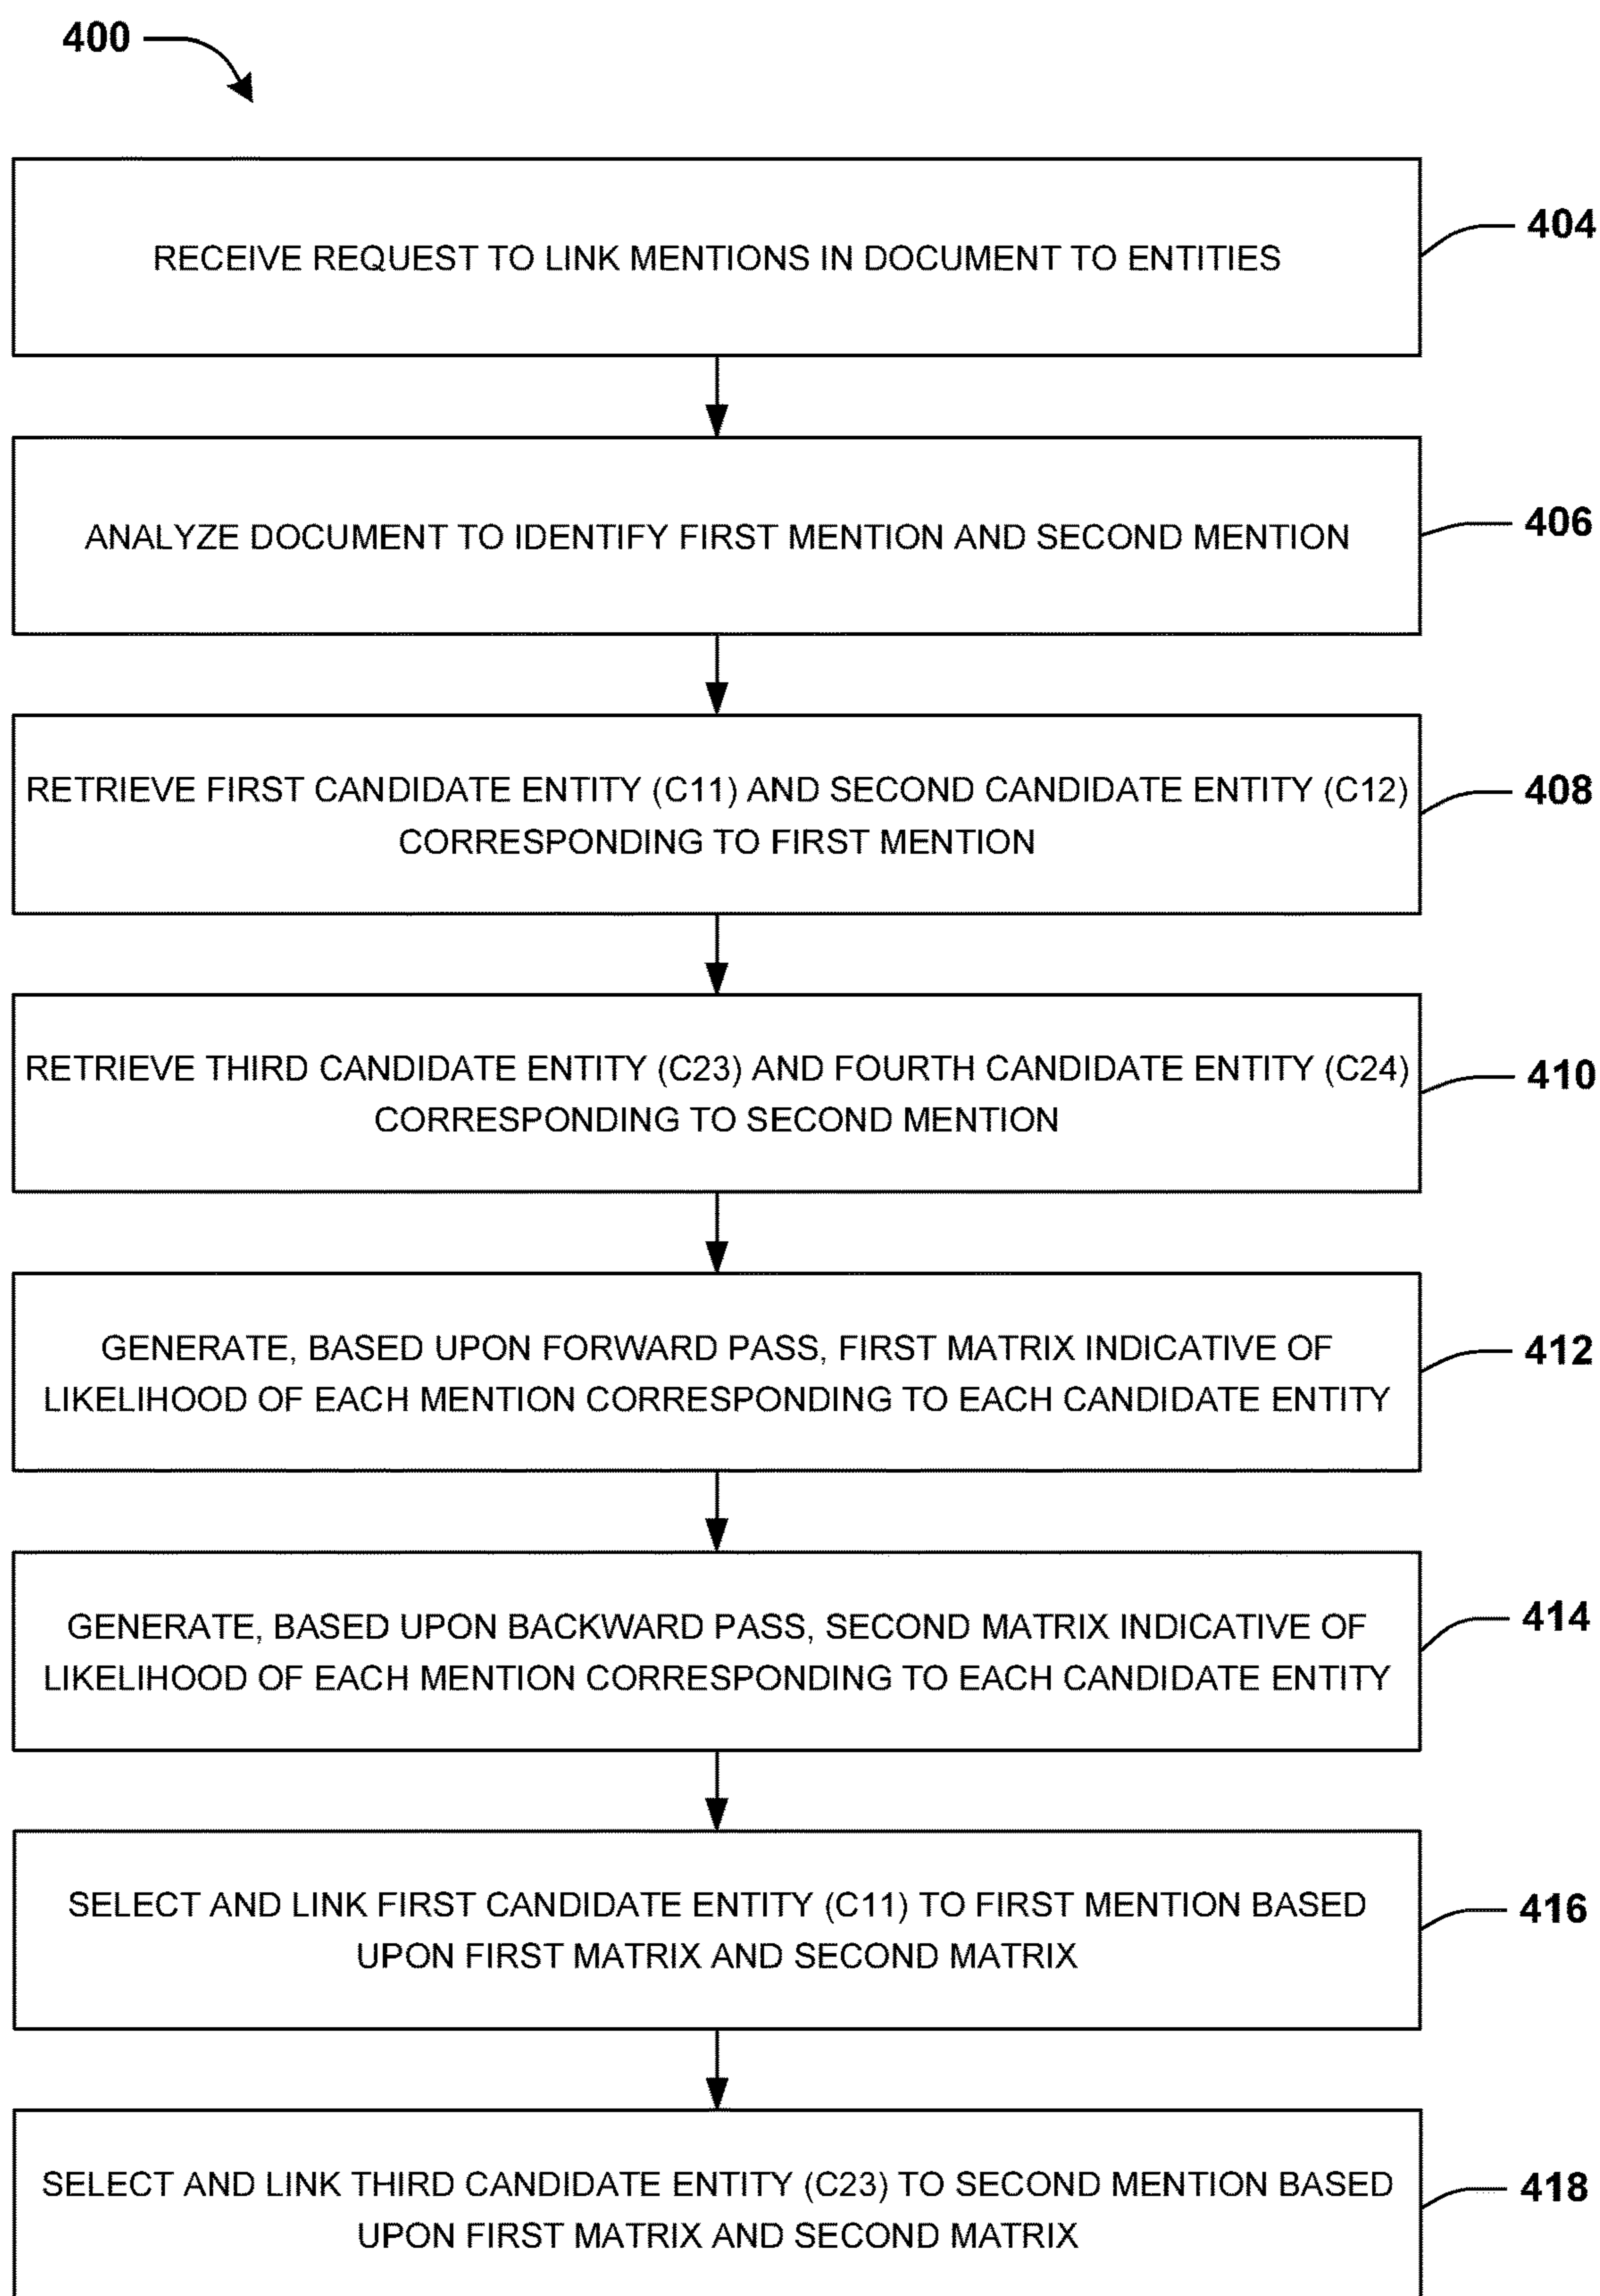 400
RECEIVE REQUEST TO LINK MENTIONS IN DOCUMENT TO ENTITIES
404
ANALYZE DOCUMENT TO IDENTIFY FIRST MENTION AND SECOND MENTION
406
RETRIEVE FIRST CANDIDATE ENTITY (C11) AND SECOND CANDIDATE ENTITY (C12)
CORRESPONDING TO FIRST MENTION
408
RETRIEVE THIRD CANDIDATE ENTITY (C23) AND FOURTH CANDIDATE ENTITY (C24)
CORRESPONDING TO SECOND MENTION
410
GENERATE, BASED UPON FORWARD PASS, FIRST MATRIX INDICATIVE OF
LIKELIHOOD OF EACH MENTION CORRESPONDING TO EACH CANDIDATE ENTITY
412
GENERATE, BASED UPON BACKWARD PASS, SECOND MATRIX INDICATIVE OF
LIKELIHOOD OF EACH MENTION CORRESPONDING TO EACH CANDIDATE ENTITY
414
SELECT AND LINK FIRST CANDIDATE ENTITY (C11) TO FIRST MENTION BASED
UPON FIRST MATRIX AND SECOND MATRIX
416
SELECT AND LINK THIRD CANDIDATE ENTITY (C23) TO SECOND MENTION BASED
UPON FIRST MATRIX AND SECOND MATRIX
418